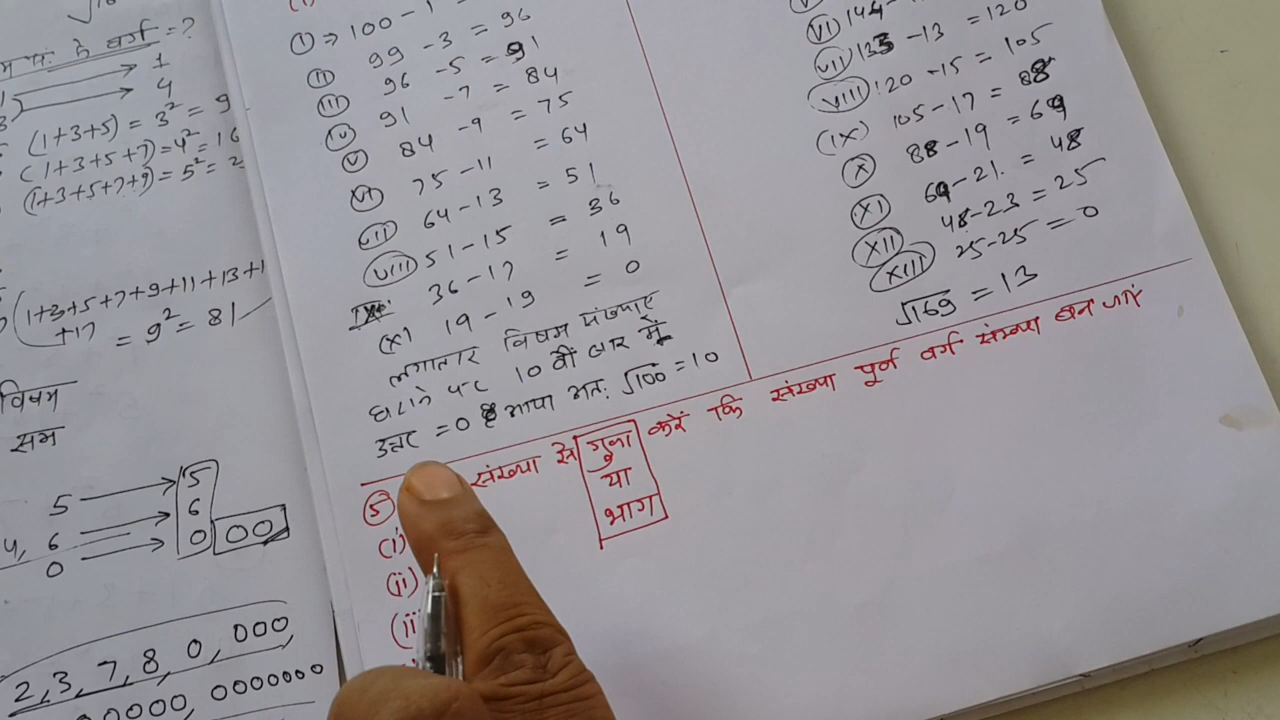 वर्ग = ?
1
4
(1+3+5) = 3² = 9
(1+3+5+7) = 4² = 16
(1+3+5+7+9) = 5² = 2
(1+3+5+7+9+11+13+1
+17
= 9² = 81
विषम
सम
5 → 5
4, 6 → 6
0 → 0 00
2, 3, 7, 8, 0, 000,
0000, 0000000
(I) ⇒ 100 - 1
(II) 99 - 3 = 96
(III) 96 - 5 = 91
(IV) 91 - 7 = 84
(V) 84 - 9 = 75
(VI) 75 - 11 = 64
(VII) 64 - 13 = 51
(VIII) 51 - 15 = 36
(IX) 36 - 17 = 19
(X) 19 - 19 = 0
लगातार विषम संख्याएं
घटाने पर 10 वीं बार में
उत्तर = 0 आया अतः √100 = 10
(VI) 144 -
(VII) 133 - 13 = 120
(VIII) 120 - 15 = 105
(IX) 105 - 17 = 88
(X) 88 - 19 = 69
(XI) 69 - 21 = 48
(XII) 48 - 23 = 25
(XIII) 25 - 25 = 0
√169 = 13
(5) संख्या से गुना करें कि संख्या पूर्ण वर्ग संख्या बन जाएं
या
भाग
(i)
(ii)
(ii